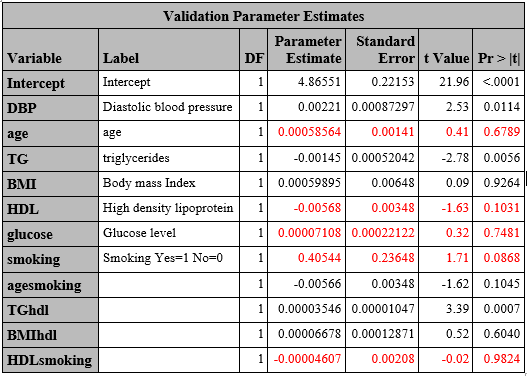 Validation Parameter Estimates
Variable Label DF Parameter Estimate Standard Error t Value Pr > |t|
Intercept Intercept 1 4.86551 0.22153 21.96 <.0001
DBP Diastolic blood pressure 1 0.00221 0.00087297 2.53 0.0114
age age 1 0.00058564 0.00141 0.41 0.6789
TG triglycerides 1 -0.00145 0.00052042 -2.78 0.0056
BMI Body mass Index 1 0.00059895 0.00648 0.09 0.9264
HDL High density lipoprotein 1 -0.00568 0.00348 -1.63 0.1031
glucose Glucose level 1 0.00007108 0.00022122 0.32 0.7481
smoking Smoking Yes=1 No=0 1 0.40544 0.23648 1.71 0.0868
agesmoking 1 -0.00566 0.00348 -1.62 0.1045
TGhdl 1 0.00003546 0.00001047 3.39 0.0007
BMIhdl 1 0.00006678 0.00012871 0.52 0.6040
HDLsmoking 1 -0.00004607 0.00208 -0.02 0.9824